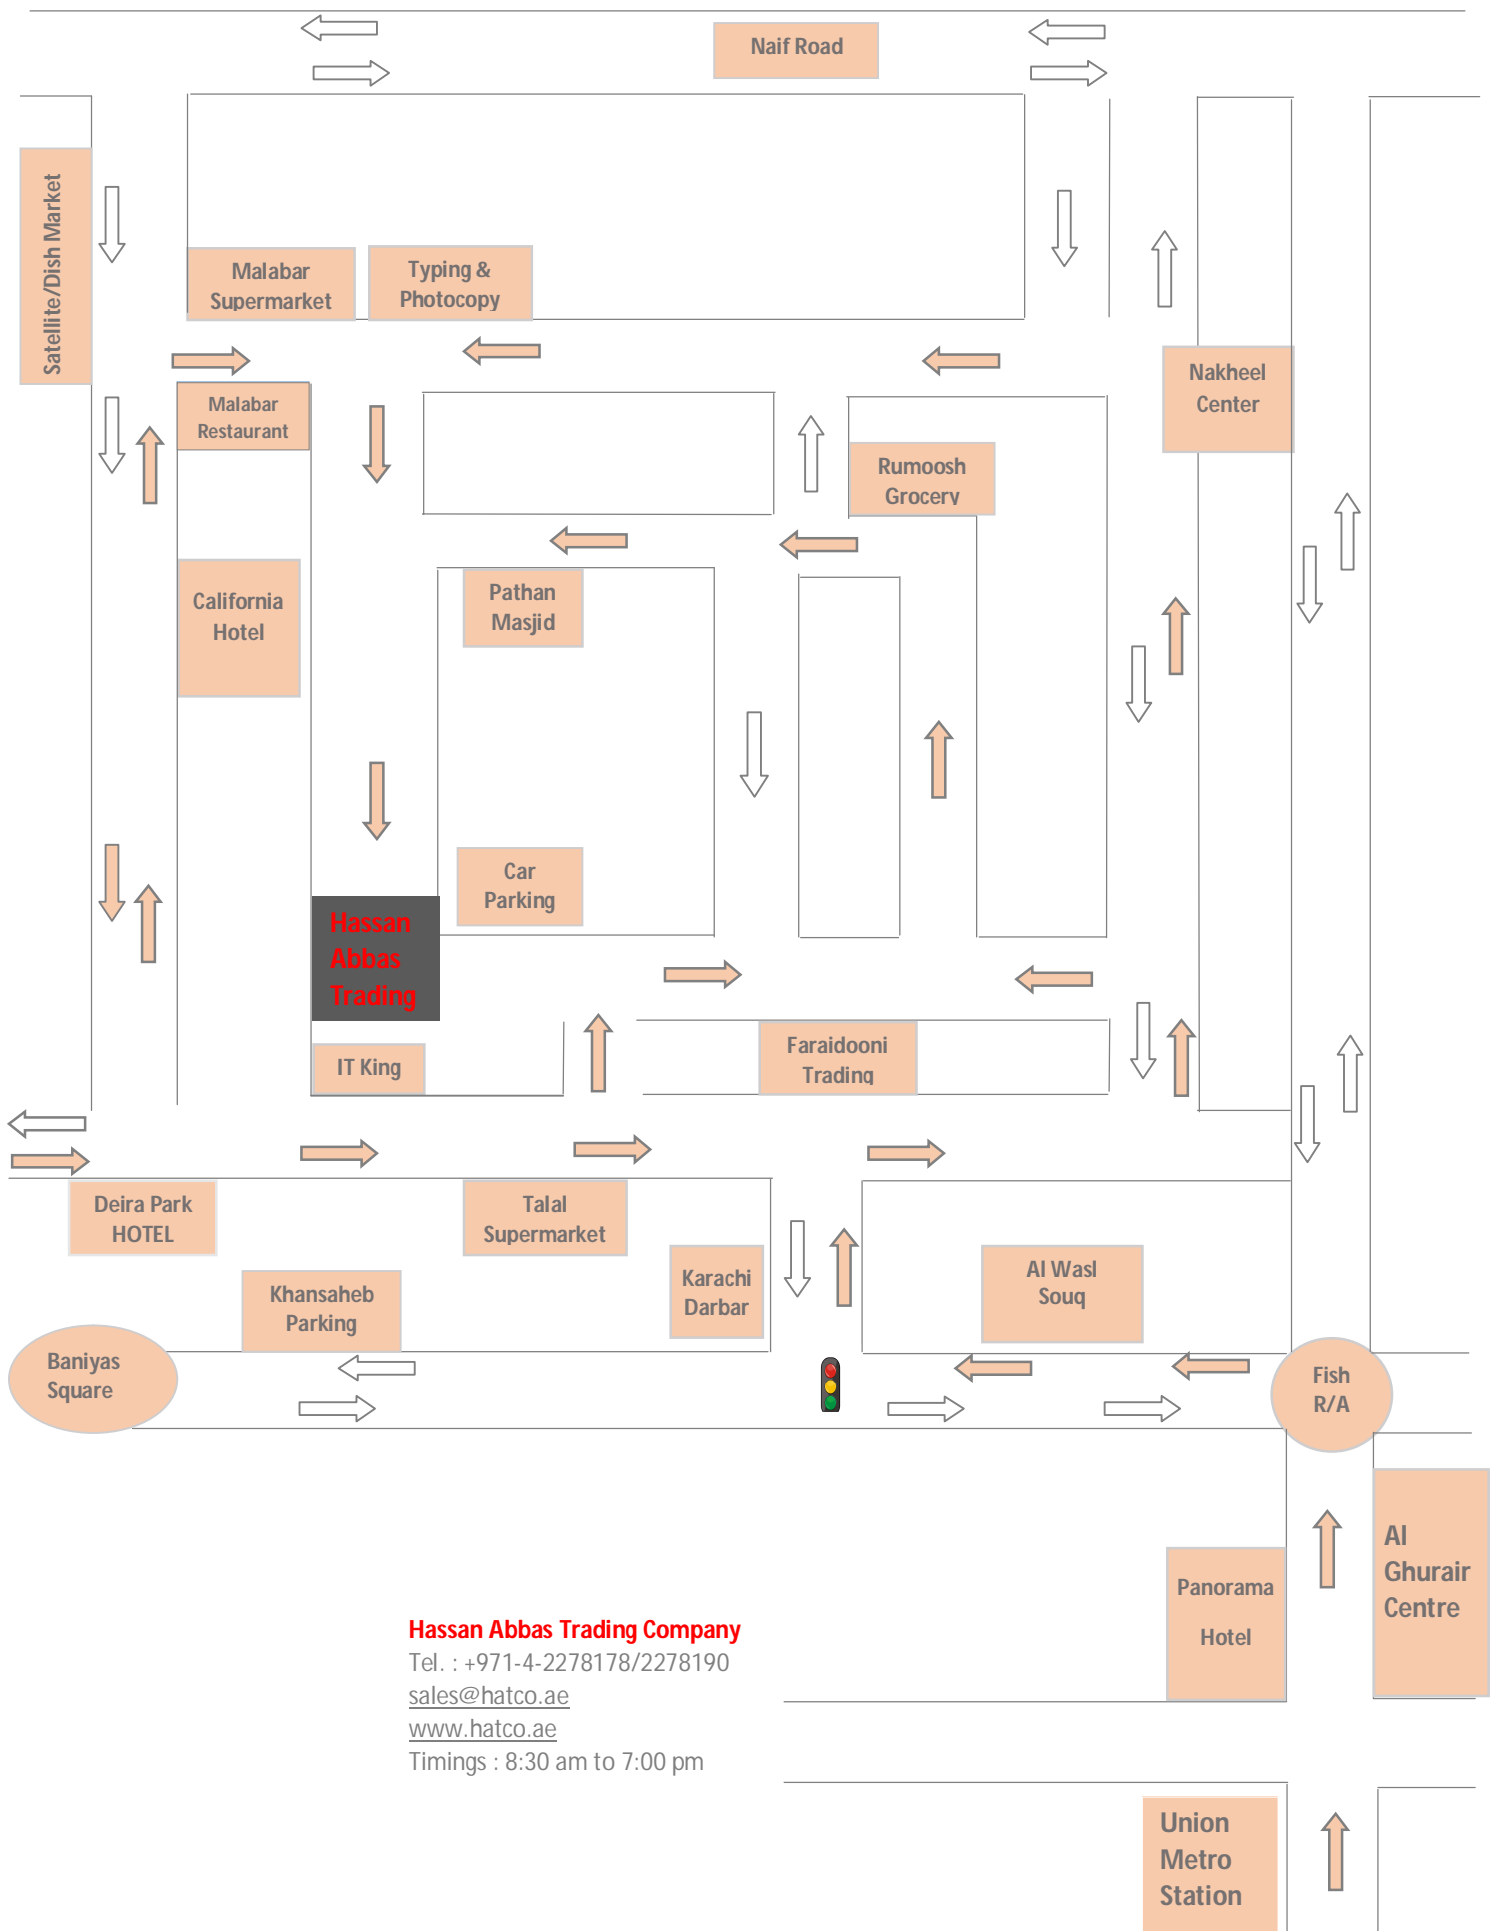 Naif Road
Satellite/Dish Market
Malabar
Supermarket
Typing &
Photocopy
Nakheel
Center
Malabar
Restaurant
Rumoosh
Grocery
California
Hotel
Pathan
Masjid
Car
Parking
Hassan
Abbas
Trading
IT King
Faraidooni
Trading
Deira Park
HOTEL
Talal
Supermarket
Karachi
Darbar
Al Wasl
Souq
Khansaheb
Parking
Baniyas
Square
Fish
R/A
Al
Ghurair
Centre
Panorama
Hotel
Hassan Abbas Trading Company
Tel. : +971-4-2278178/2278190
sales@hatco.ae
www.hatco.ae
Timings : 8:30 am to 7:00 pm
Union
Metro
Station